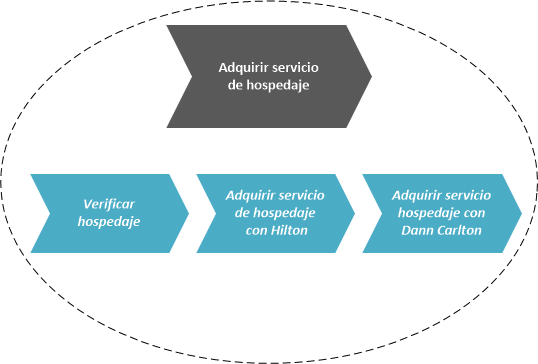 Adquirir servicio
de hospedaje
Verificar
hospedaje
Adquirir servicio
de hospedaje
con Hilton
Adquirir servicio
hospedaje con
Dann Carlton